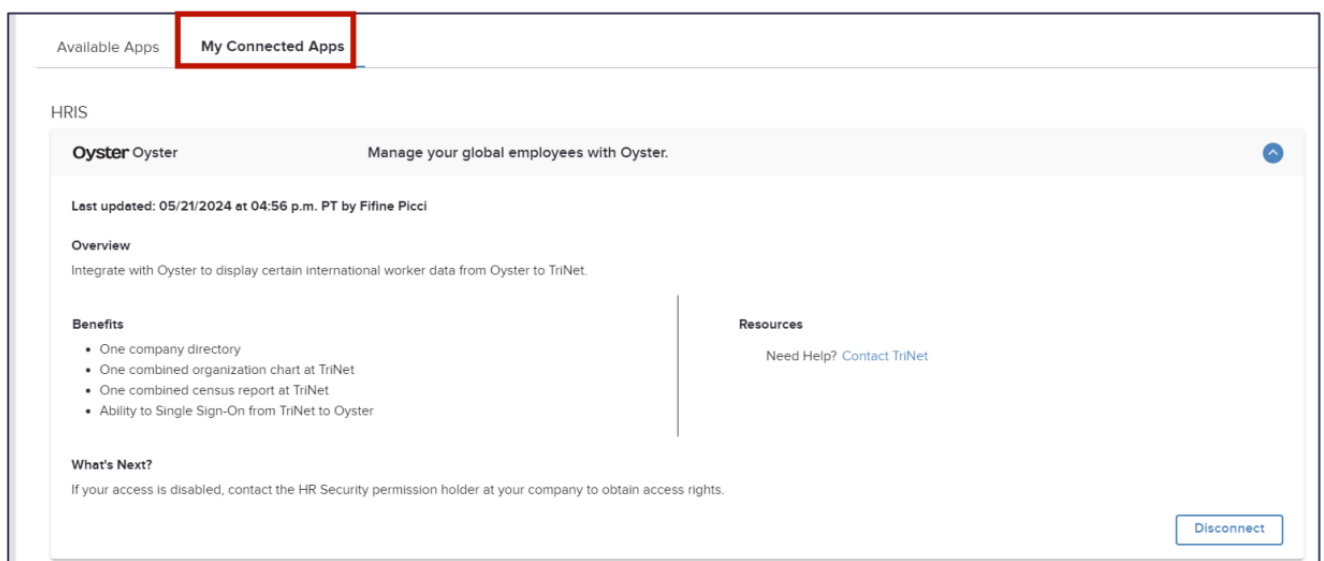 Available Apps My Connected Apps
HRIS
Oyster Oyster Manage your global employees with Oyster.
Last updated: 05/21/2024 at 04:56 p.m. PT by Fifine Picci
Overview
Integrate with Oyster to display certain international worker data from Oyster to TriNet.
Benefits
• One company directory
• One combined organization chart at TriNet
• One combined census report at TriNet
• Ability to Single Sign-On from TriNet to Oyster
Resources
Need Help? Contact TriNet
What's Next?
If your access is disabled, contact the HR Security permission holder at your company to obtain access rights.
Disconnect